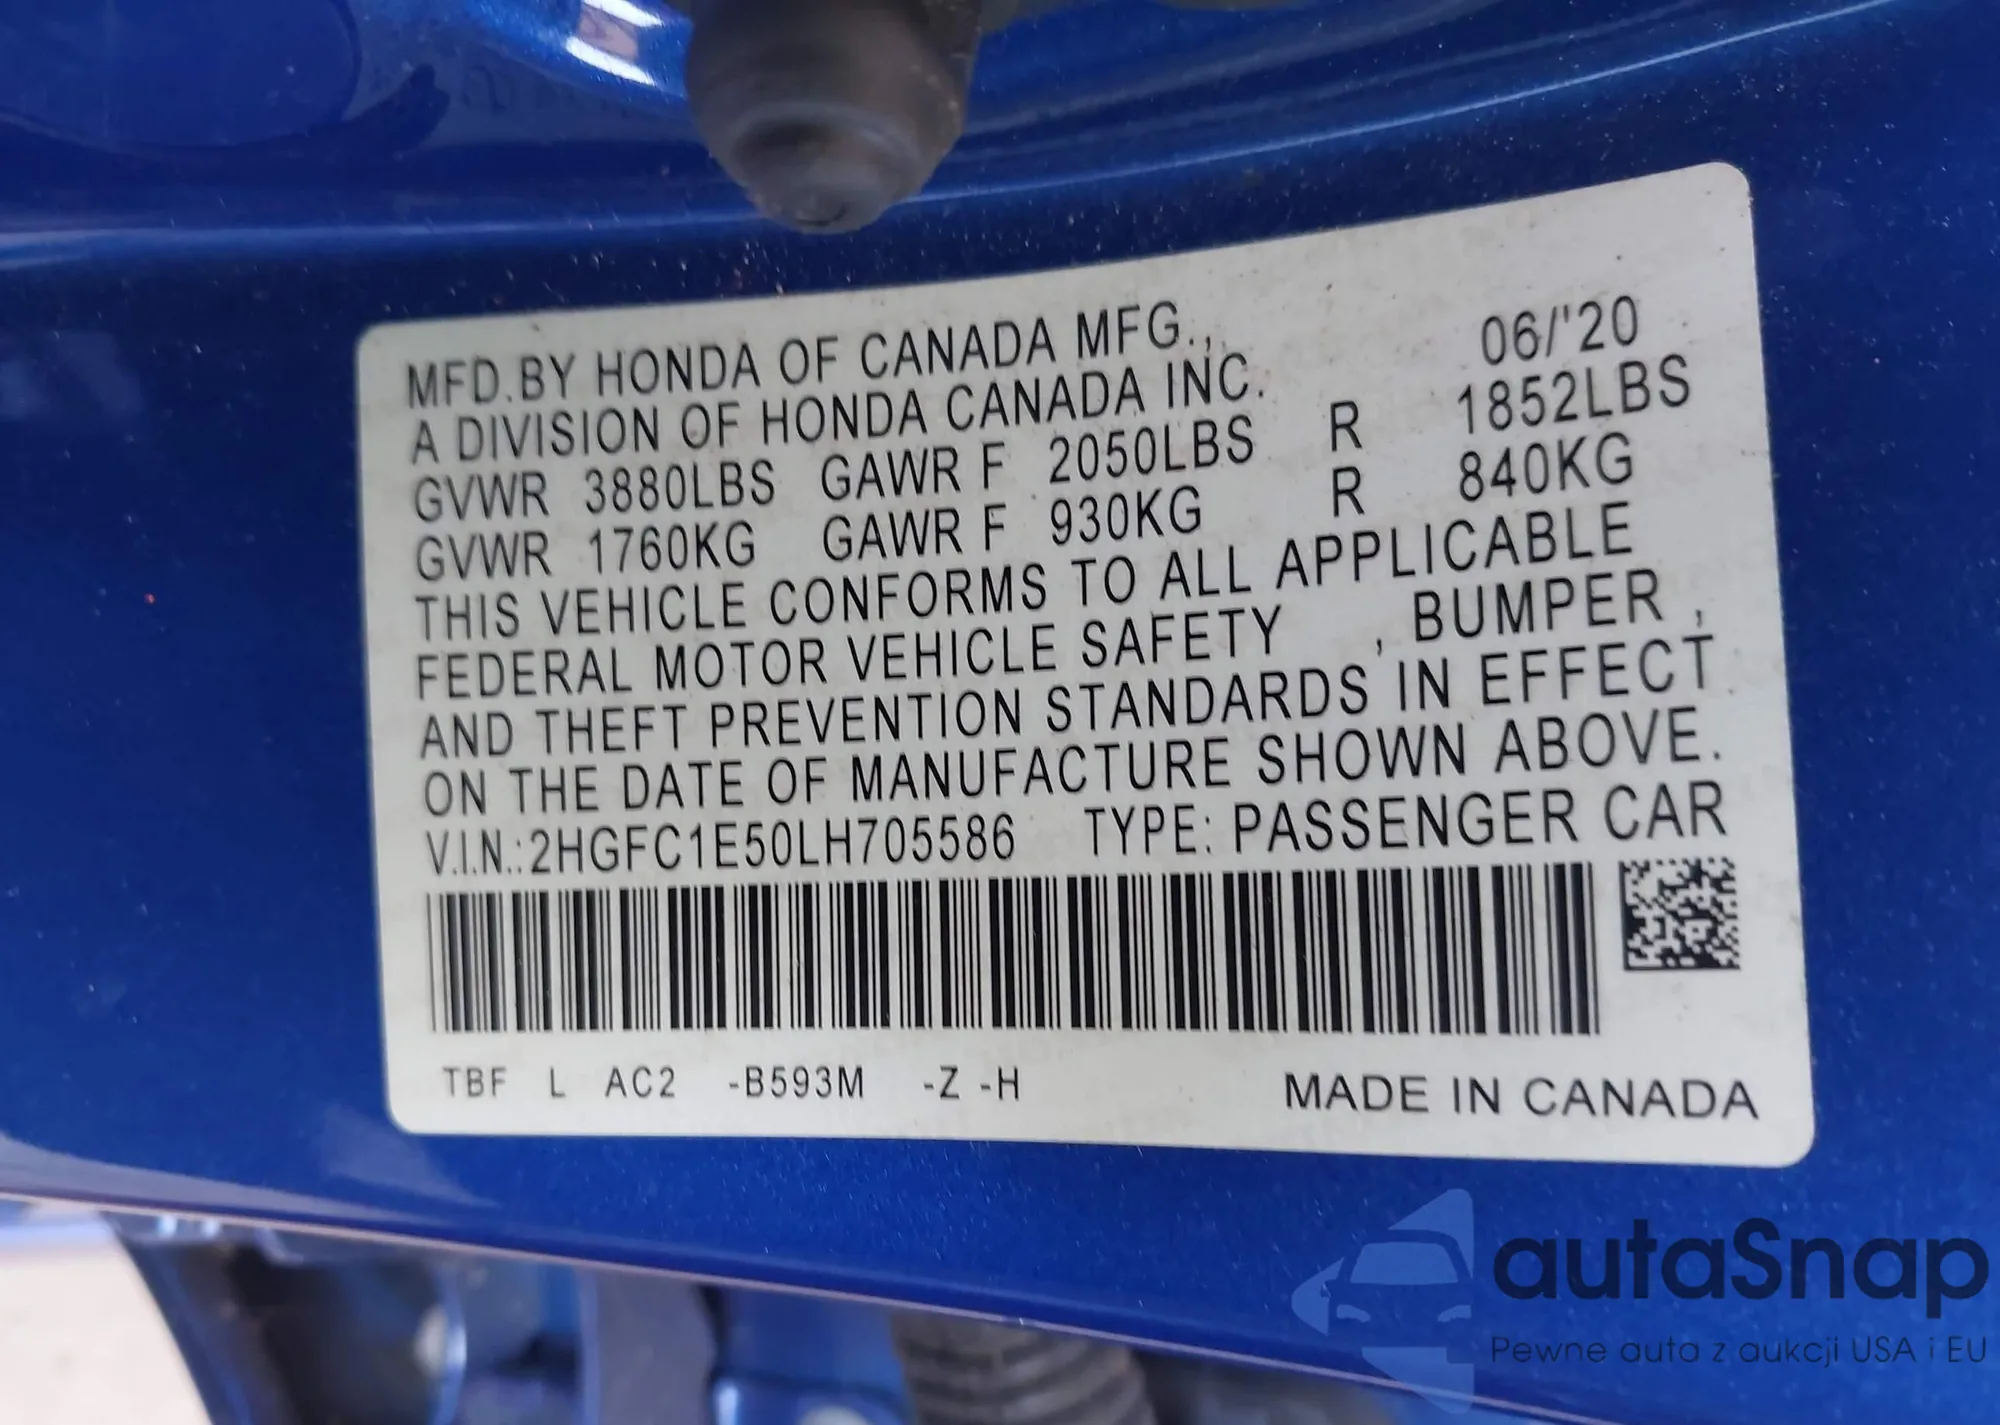 MFD.BY HONDA OF CANADA MFG., 06/'20
A DIVISION OF HONDA CANADA INC.
GVWR 3880LBS GAWR F 2050LBS R 1852LBS
GVWR 1760KG GAWR F 930KG R 840KG
THIS VEHICLE CONFORMS TO ALL APPLICABLE
FEDERAL MOTOR VEHICLE SAFETY , BUMPER ,
AND THEFT PREVENTION STANDARDS IN EFFECT
ON THE DATE OF MANUFACTURE SHOWN ABOVE.
V.I.N.:2HGFC1E50LH705586 TYPE: PASSENGER CAR
TBF L AC2 -B593M -Z -H MADE IN CANADA
autaSnap
Pewne auta z aukcji USA i EU